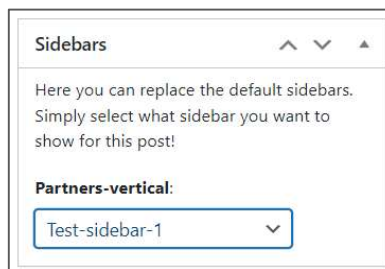 Sidebars
Here you can replace the default sidebars.
Simply select what sidebar you want to
show for this post!
Partners-vertical:
Test-sidebar-1